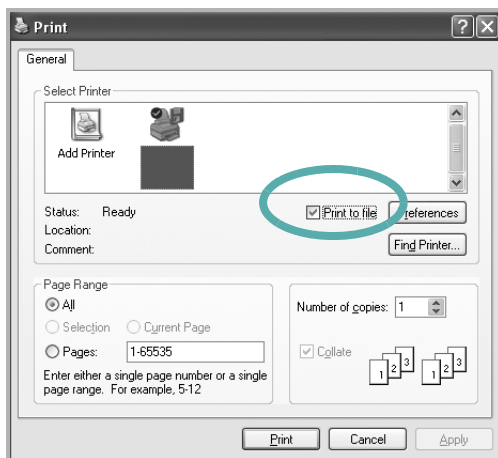 Print
General
Select Printer
Add Printer
Status: Ready
Location:
Comment:
Print to file
Preferences
Find Printer...
Page Range
All
Selection
Current Page
Pages: 1-65535
Enter either a single page number or a single
page range. For example, 5-12
Number of copies: 1
Collate
1 2 3 1 2 3
Print Cancel Apply